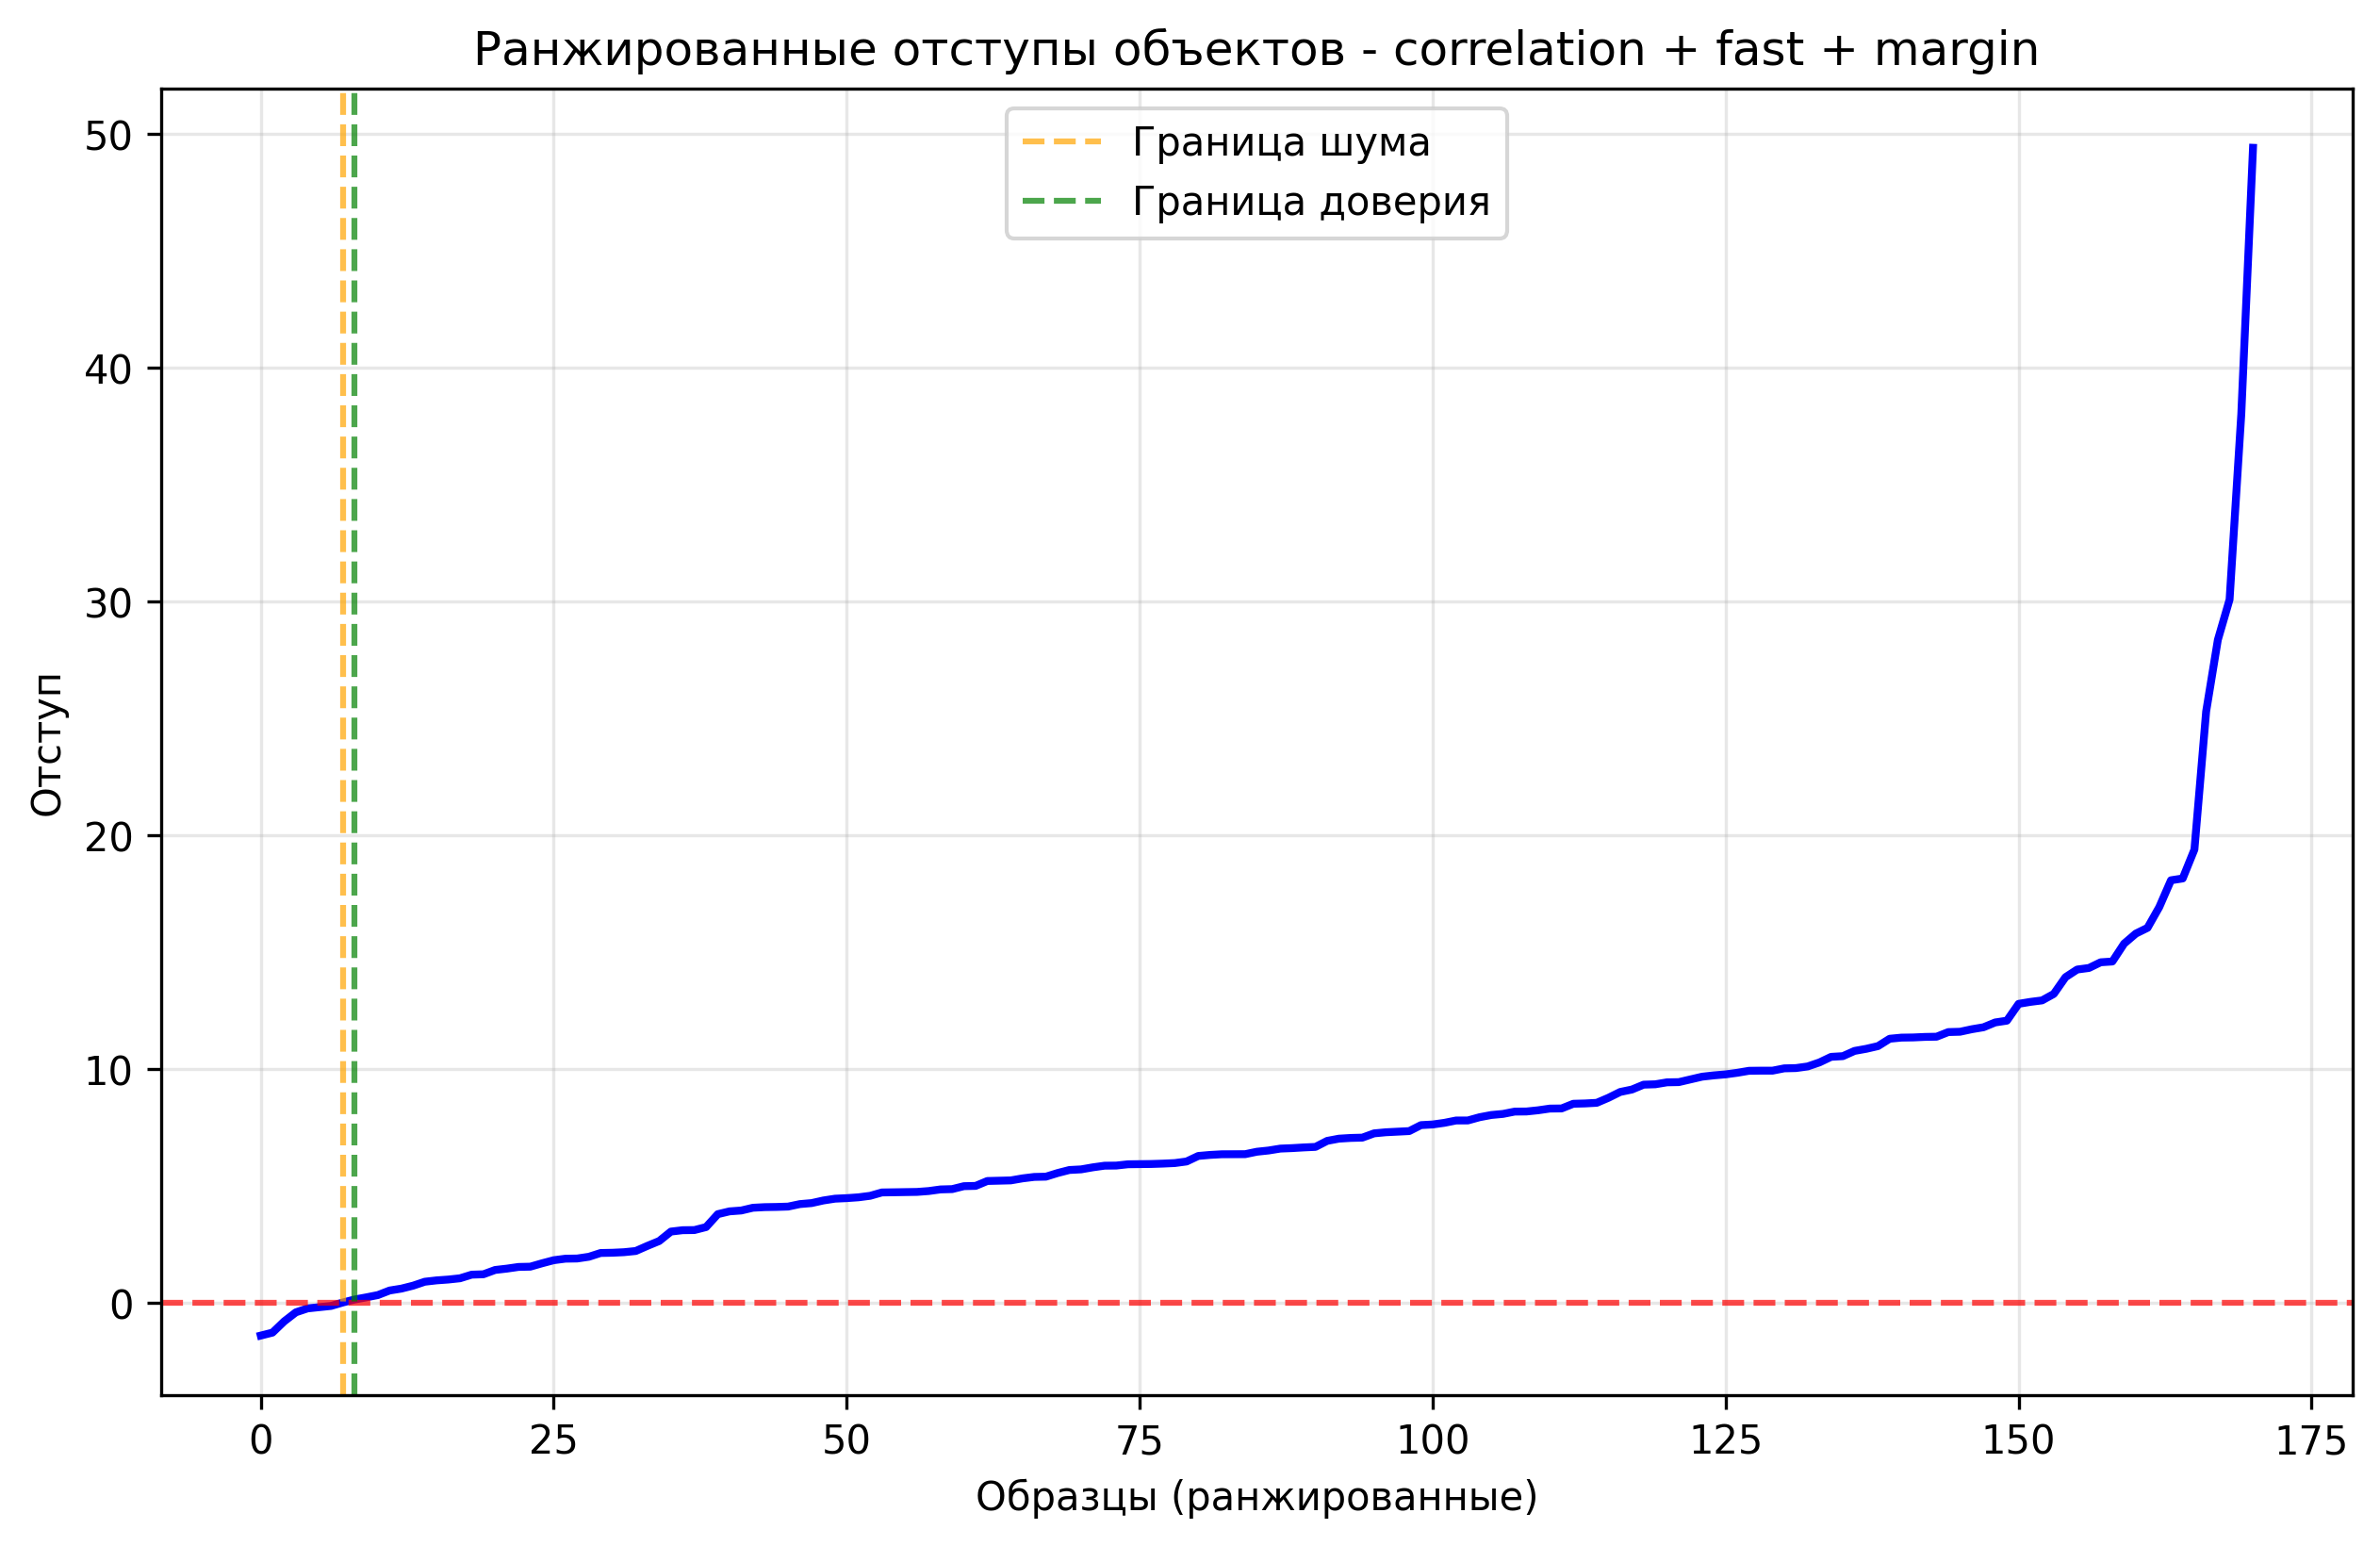 Ранжированные отступы объектов - correlation + fast + margin
Граница шума
Граница доверия
50
40
30
20
10
0
Отступ
0 25 50 75 100 125 150 175
Образцы (ранжированные)